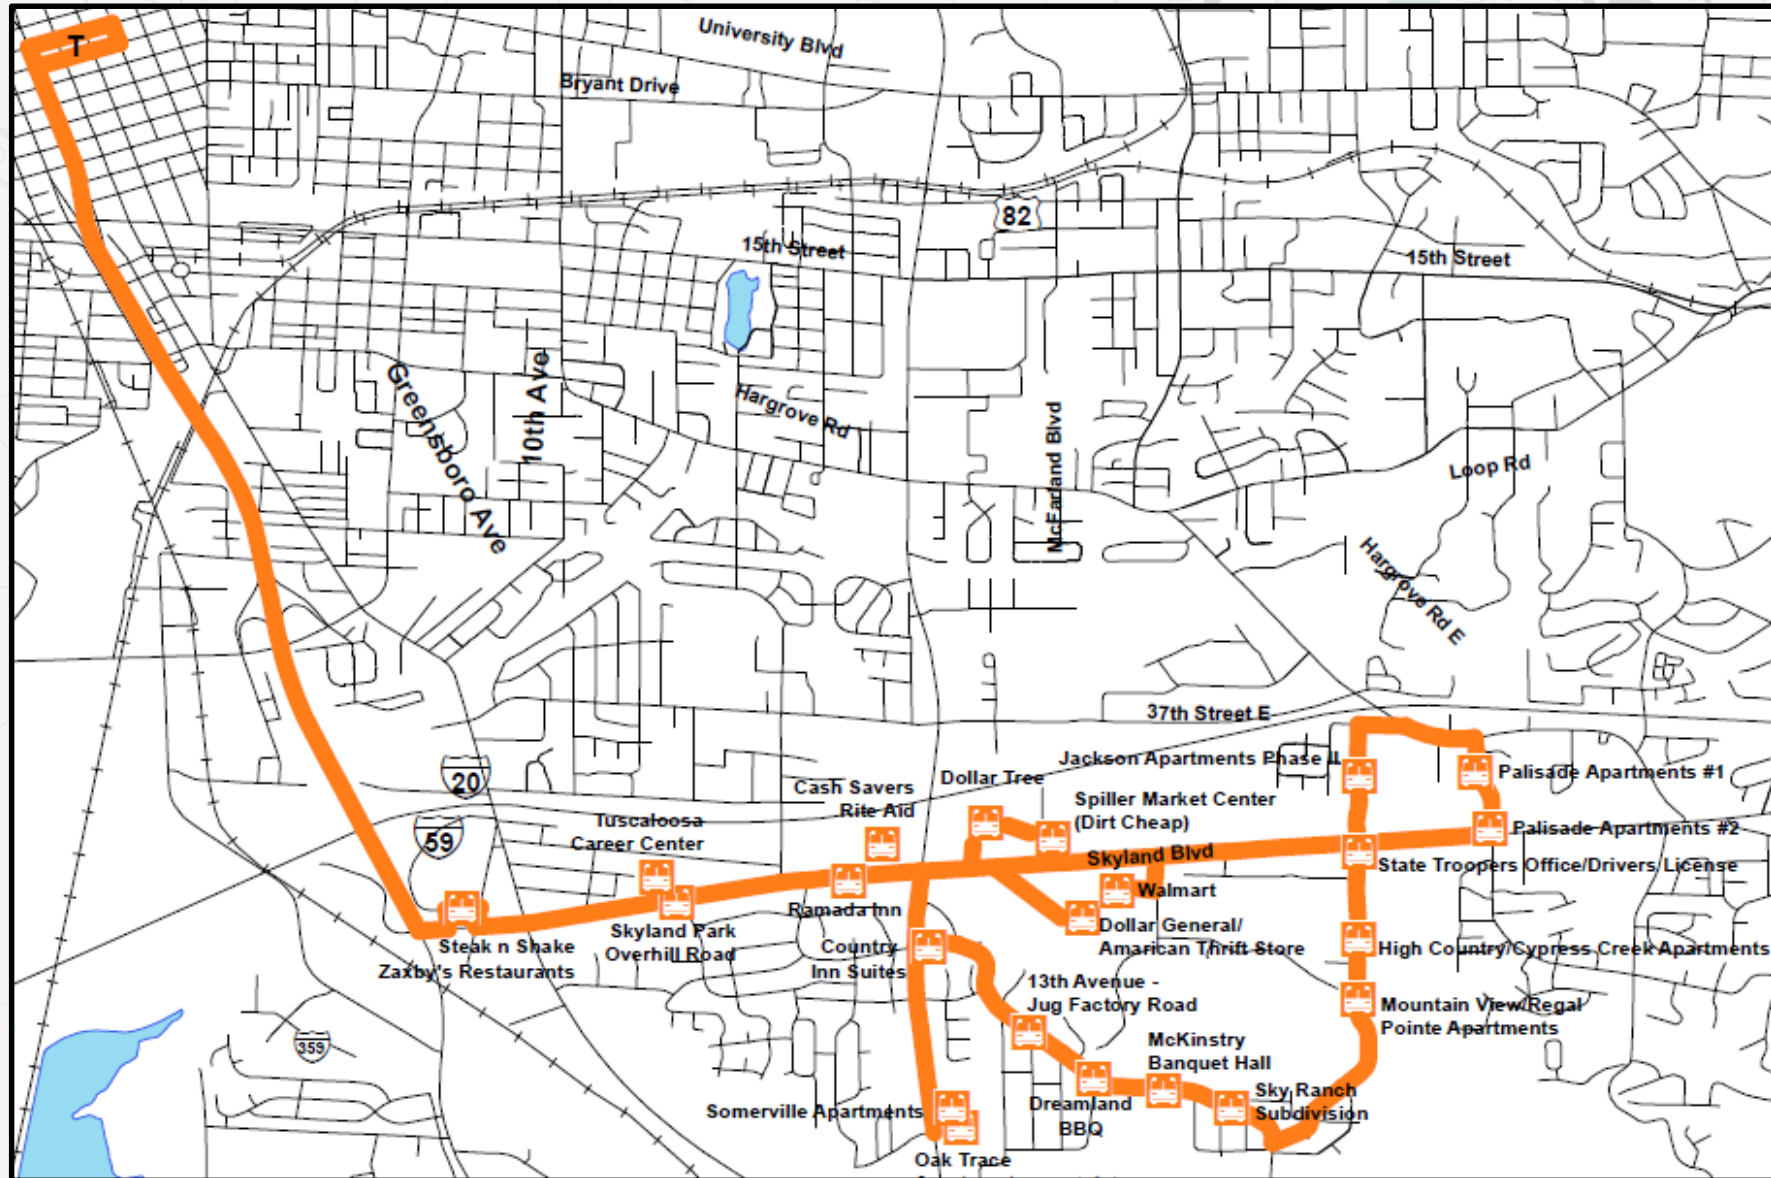 T
University Blvd
Bryant Drive
82
15th Street
15th Street
Greensboro Ave
10th Ave
Hargrove Rd
McFarland Blvd
Loop Rd
Hargrove Rd E
37th Street E
20
59
359
Jackson Apartments Phase II
Palisade Apartments #1
Palisade Apartments #2
Cash Savers
Rite Aid
Dollar Tree
Spiller Market Center
(Dirt Cheap)
Tuscaloosa
Career Center
Skyland Blvd
State Troopers Office/Drivers License
Walmart
Ramada Inn
Dollar General/
Amarican Thrift Store
Steak n Shake
Zaxby's Restaurants
Skyland Park
Overhill Road
Country
Inn Suites
High Country/Cypress Creek Apartments
13th Avenue -
Jug Factory Road
Mountain View/Regal
Pointe Apartments
McKinstry
Banquet Hall
Dreamland
BBQ
Sky Ranch
Subdivision
Somerville Apartments
Oak Trace